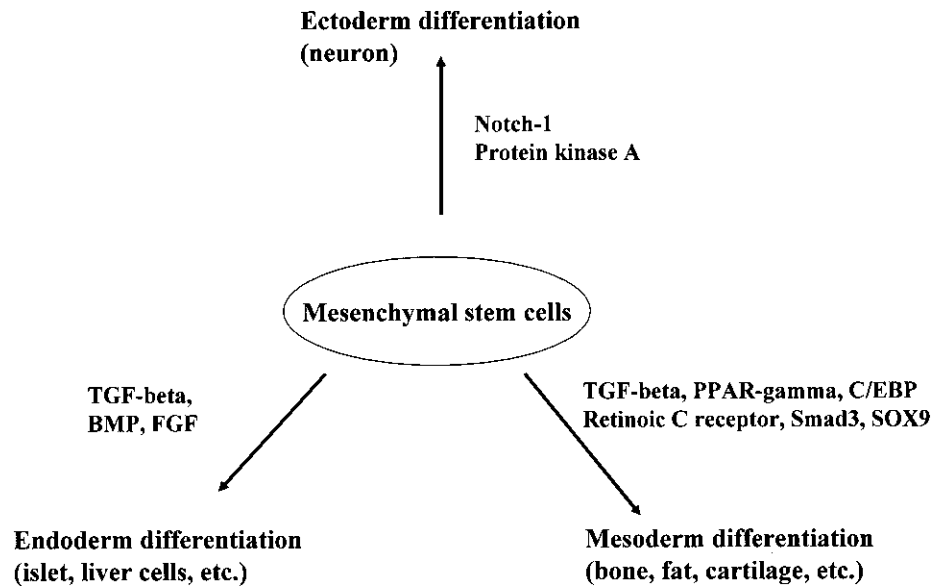 Ectoderm differentiation
(neuron)
Notch-1
Protein kinase A
Mesenchymal stem cells
TGF-beta,
BMP, FGF
TGF-beta, PPAR-gamma, C/EBP
Retinoic C receptor, Smad3, SOX9
Endoderm differentiation
(islet, liver cells, etc.)
Mesoderm differentiation
(bone, fat, cartilage, etc.)